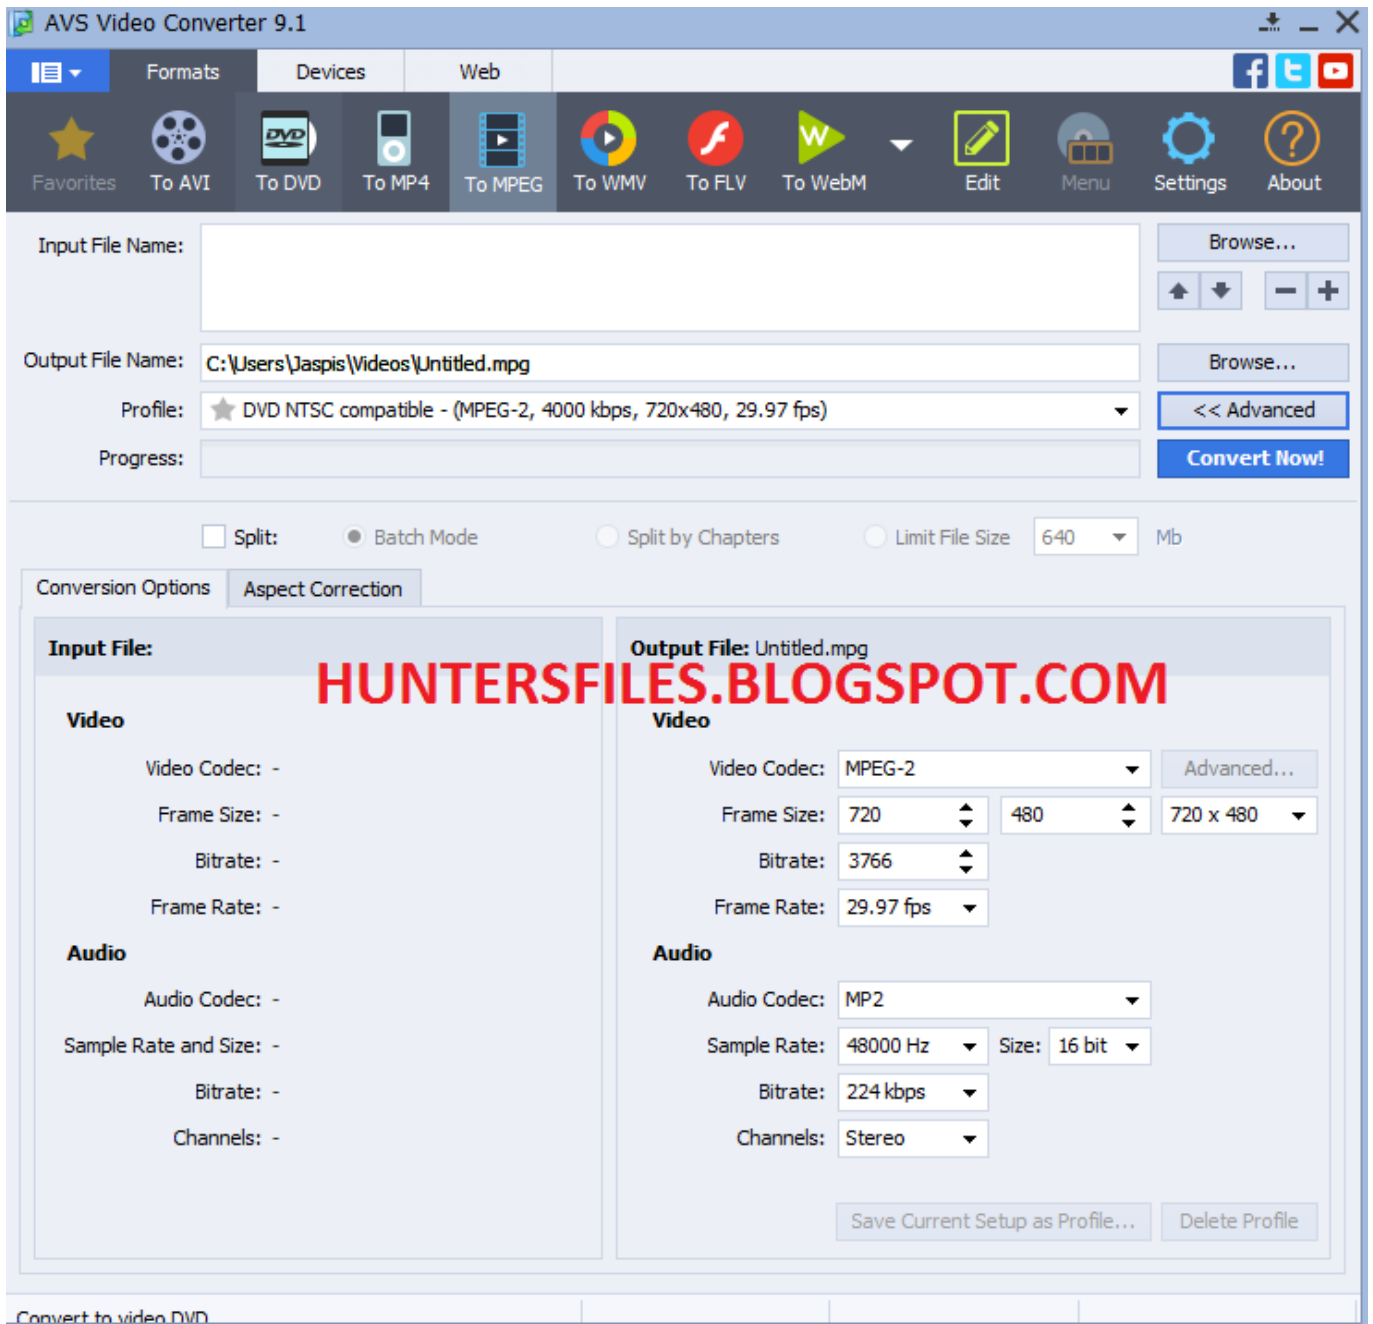 AVS Video Converter 9.1
Formats Devices Web
Favorites To AVI To DVD To MP4 To MPEG To WMV To FLV To WebM Edit Menu Settings About
Input File Name: Browse...
Output File Name: C:\Users\Jaspis\Videos\Untitled.mpg Browse...
Profile: DVD NTSC compatible - (MPEG-2, 4000 kbps, 720x480, 29.97 fps) << Advanced
Progress: Convert Now!
Split: Batch Mode Split by Chapters Limit File Size 640 Mb
Conversion Options Aspect Correction
Input File: Output File: Untitled.mpg
HUNTERSFILES.BLOGSPOT.COM
Video Video
Video Codec: - Video Codec: MPEG-2 Advanced...
Frame Size: - Frame Size: 720 480 720 x 480
Bitrate: - Bitrate: 3766
Frame Rate: - Frame Rate: 29.97 fps
Audio Audio
Audio Codec: - Audio Codec: MP2
Sample Rate and Size: - Sample Rate: 48000 Hz Size: 16 bit
Bitrate: - Bitrate: 224 kbps
Channels: - Channels: Stereo
Save Current Setup as Profile... Delete Profile
Convert to video DVD